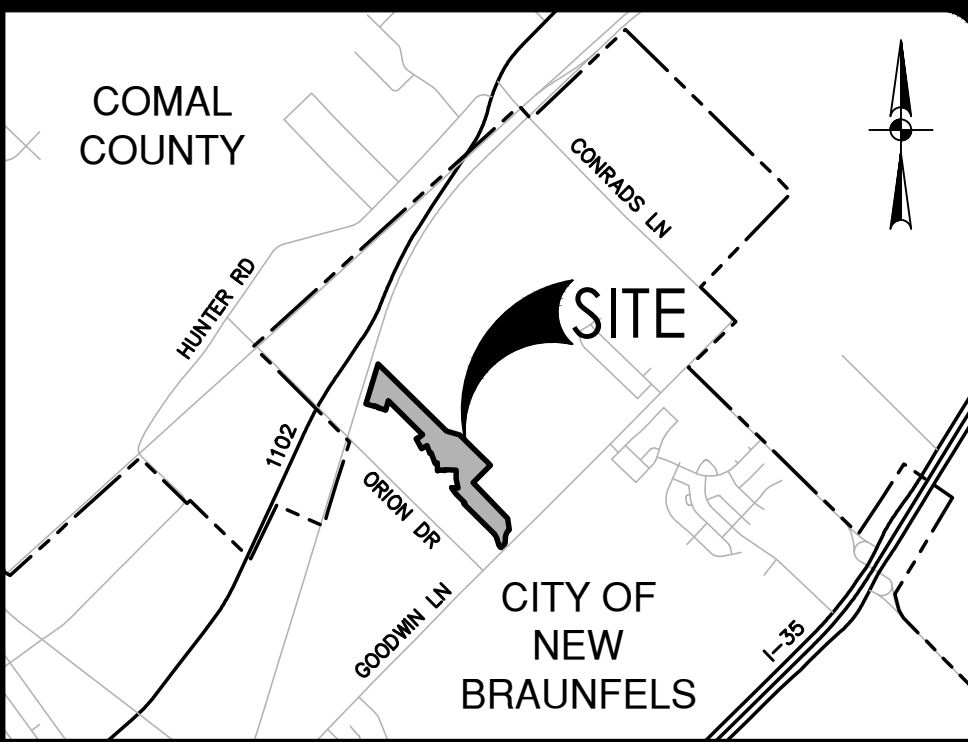 COMAL
COUNTY
CONRADS LN
HUNTER RD
SITE
1102
ORION DR
GOODWIN LN
CITY OF
NEW
BRAUNFELS
I-35